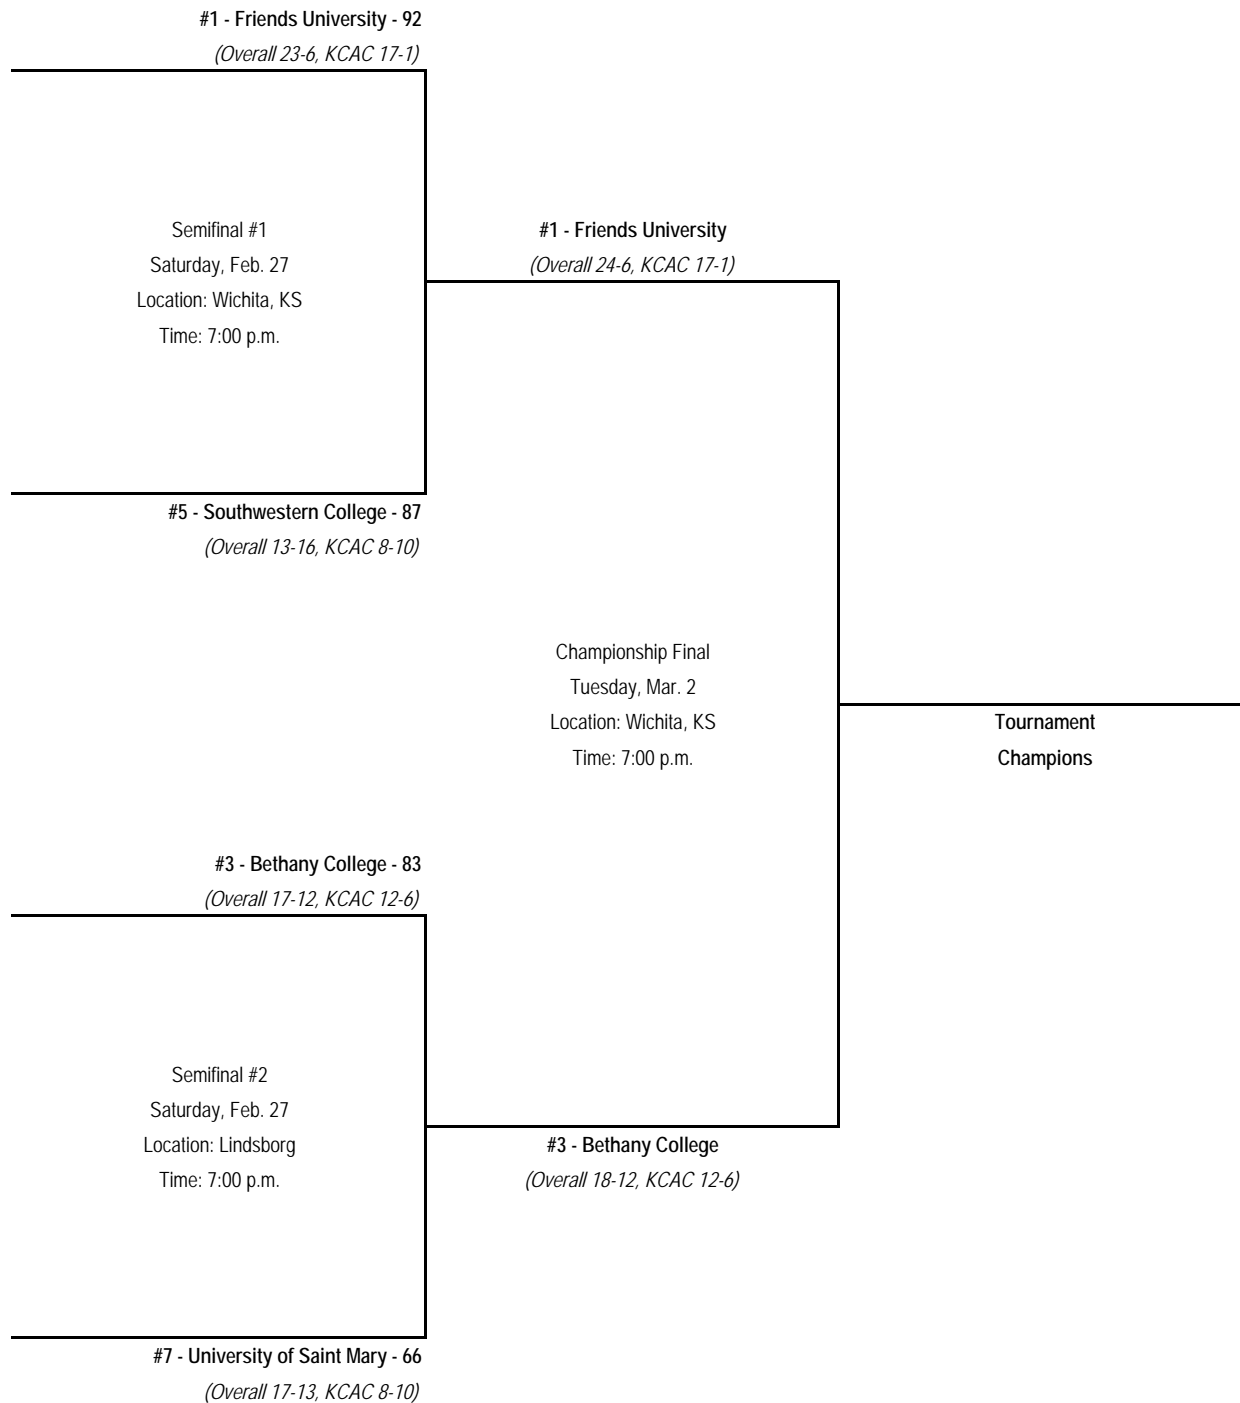 #1 - Friends University - 92
(Overall 23-6, KCAC 17-1)
Semifinal #1
Saturday, Feb. 27
Location: Wichita, KS
Time: 7:00 p.m.
#1 - Friends University
(Overall 24-6, KCAC 17-1)
#5 - Southwestern College - 87
(Overall 13-16, KCAC 8-10)
Championship Final
Tuesday, Mar. 2
Location: Wichita, KS
Time: 7:00 p.m.
Tournament
Champions
#3 - Bethany College - 83
(Overall 17-12, KCAC 12-6)
Semifinal #2
Saturday, Feb. 27
Location: Lindsborg
Time: 7:00 p.m.
#3 - Bethany College
(Overall 18-12, KCAC 12-6)
#7 - University of Saint Mary - 66
(Overall 17-13, KCAC 8-10)